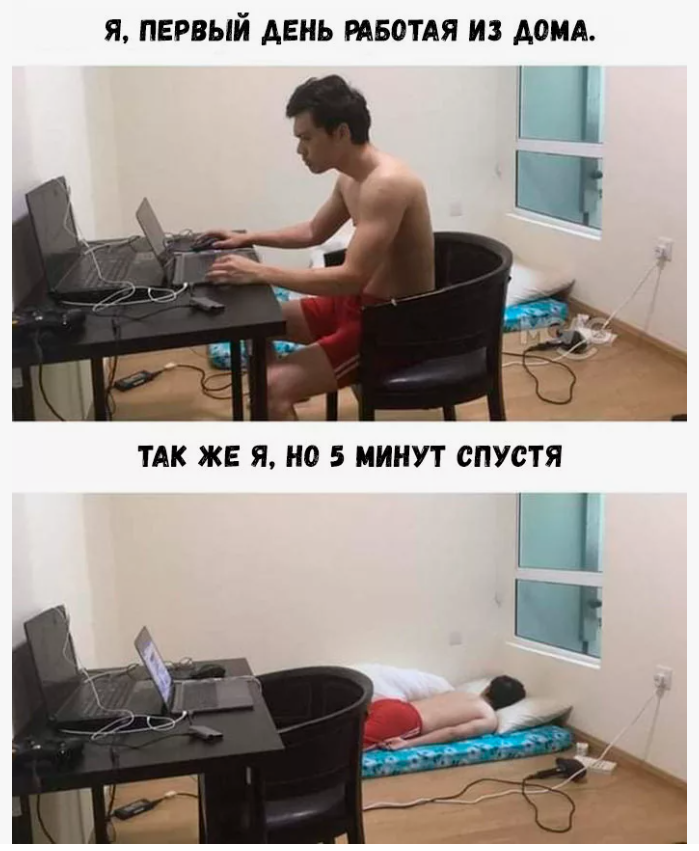 Я, ПЕРВЫЙ ДЕНЬ РАБОТАЯ ИЗ ДОМА.
ТАК ЖЕ Я, НО 5 МИНУТ СПУСТЯ